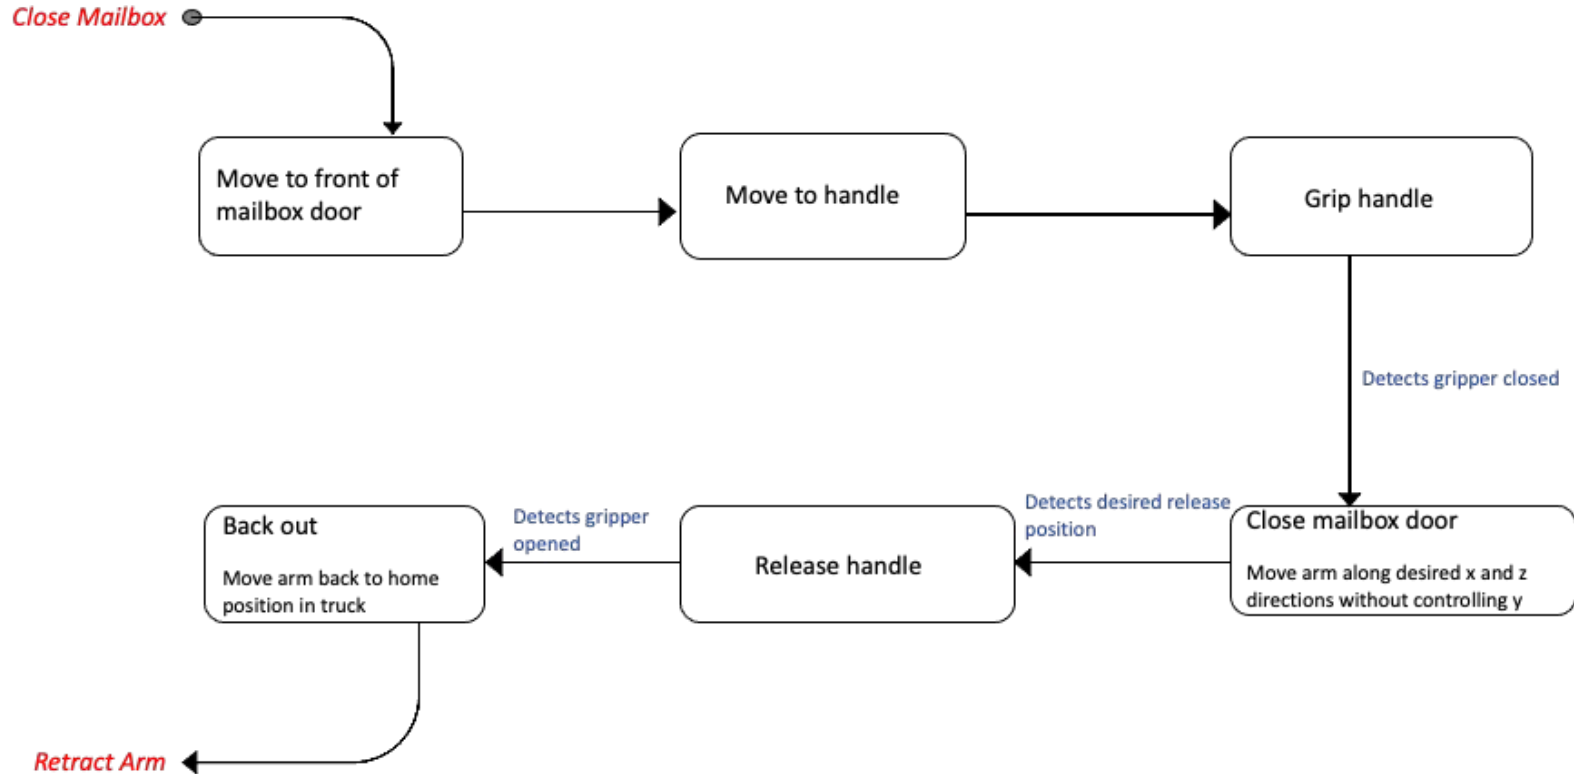 Close Mailbox
Move to front of
mailbox door
Move to handle
Grip handle
Detects gripper closed
Close mailbox door
Move arm along desired x and z
directions without controlling y
Detects desired release
position
Release handle
Detects gripper
opened
Back out
Move arm back to home
position in truck
Retract Arm